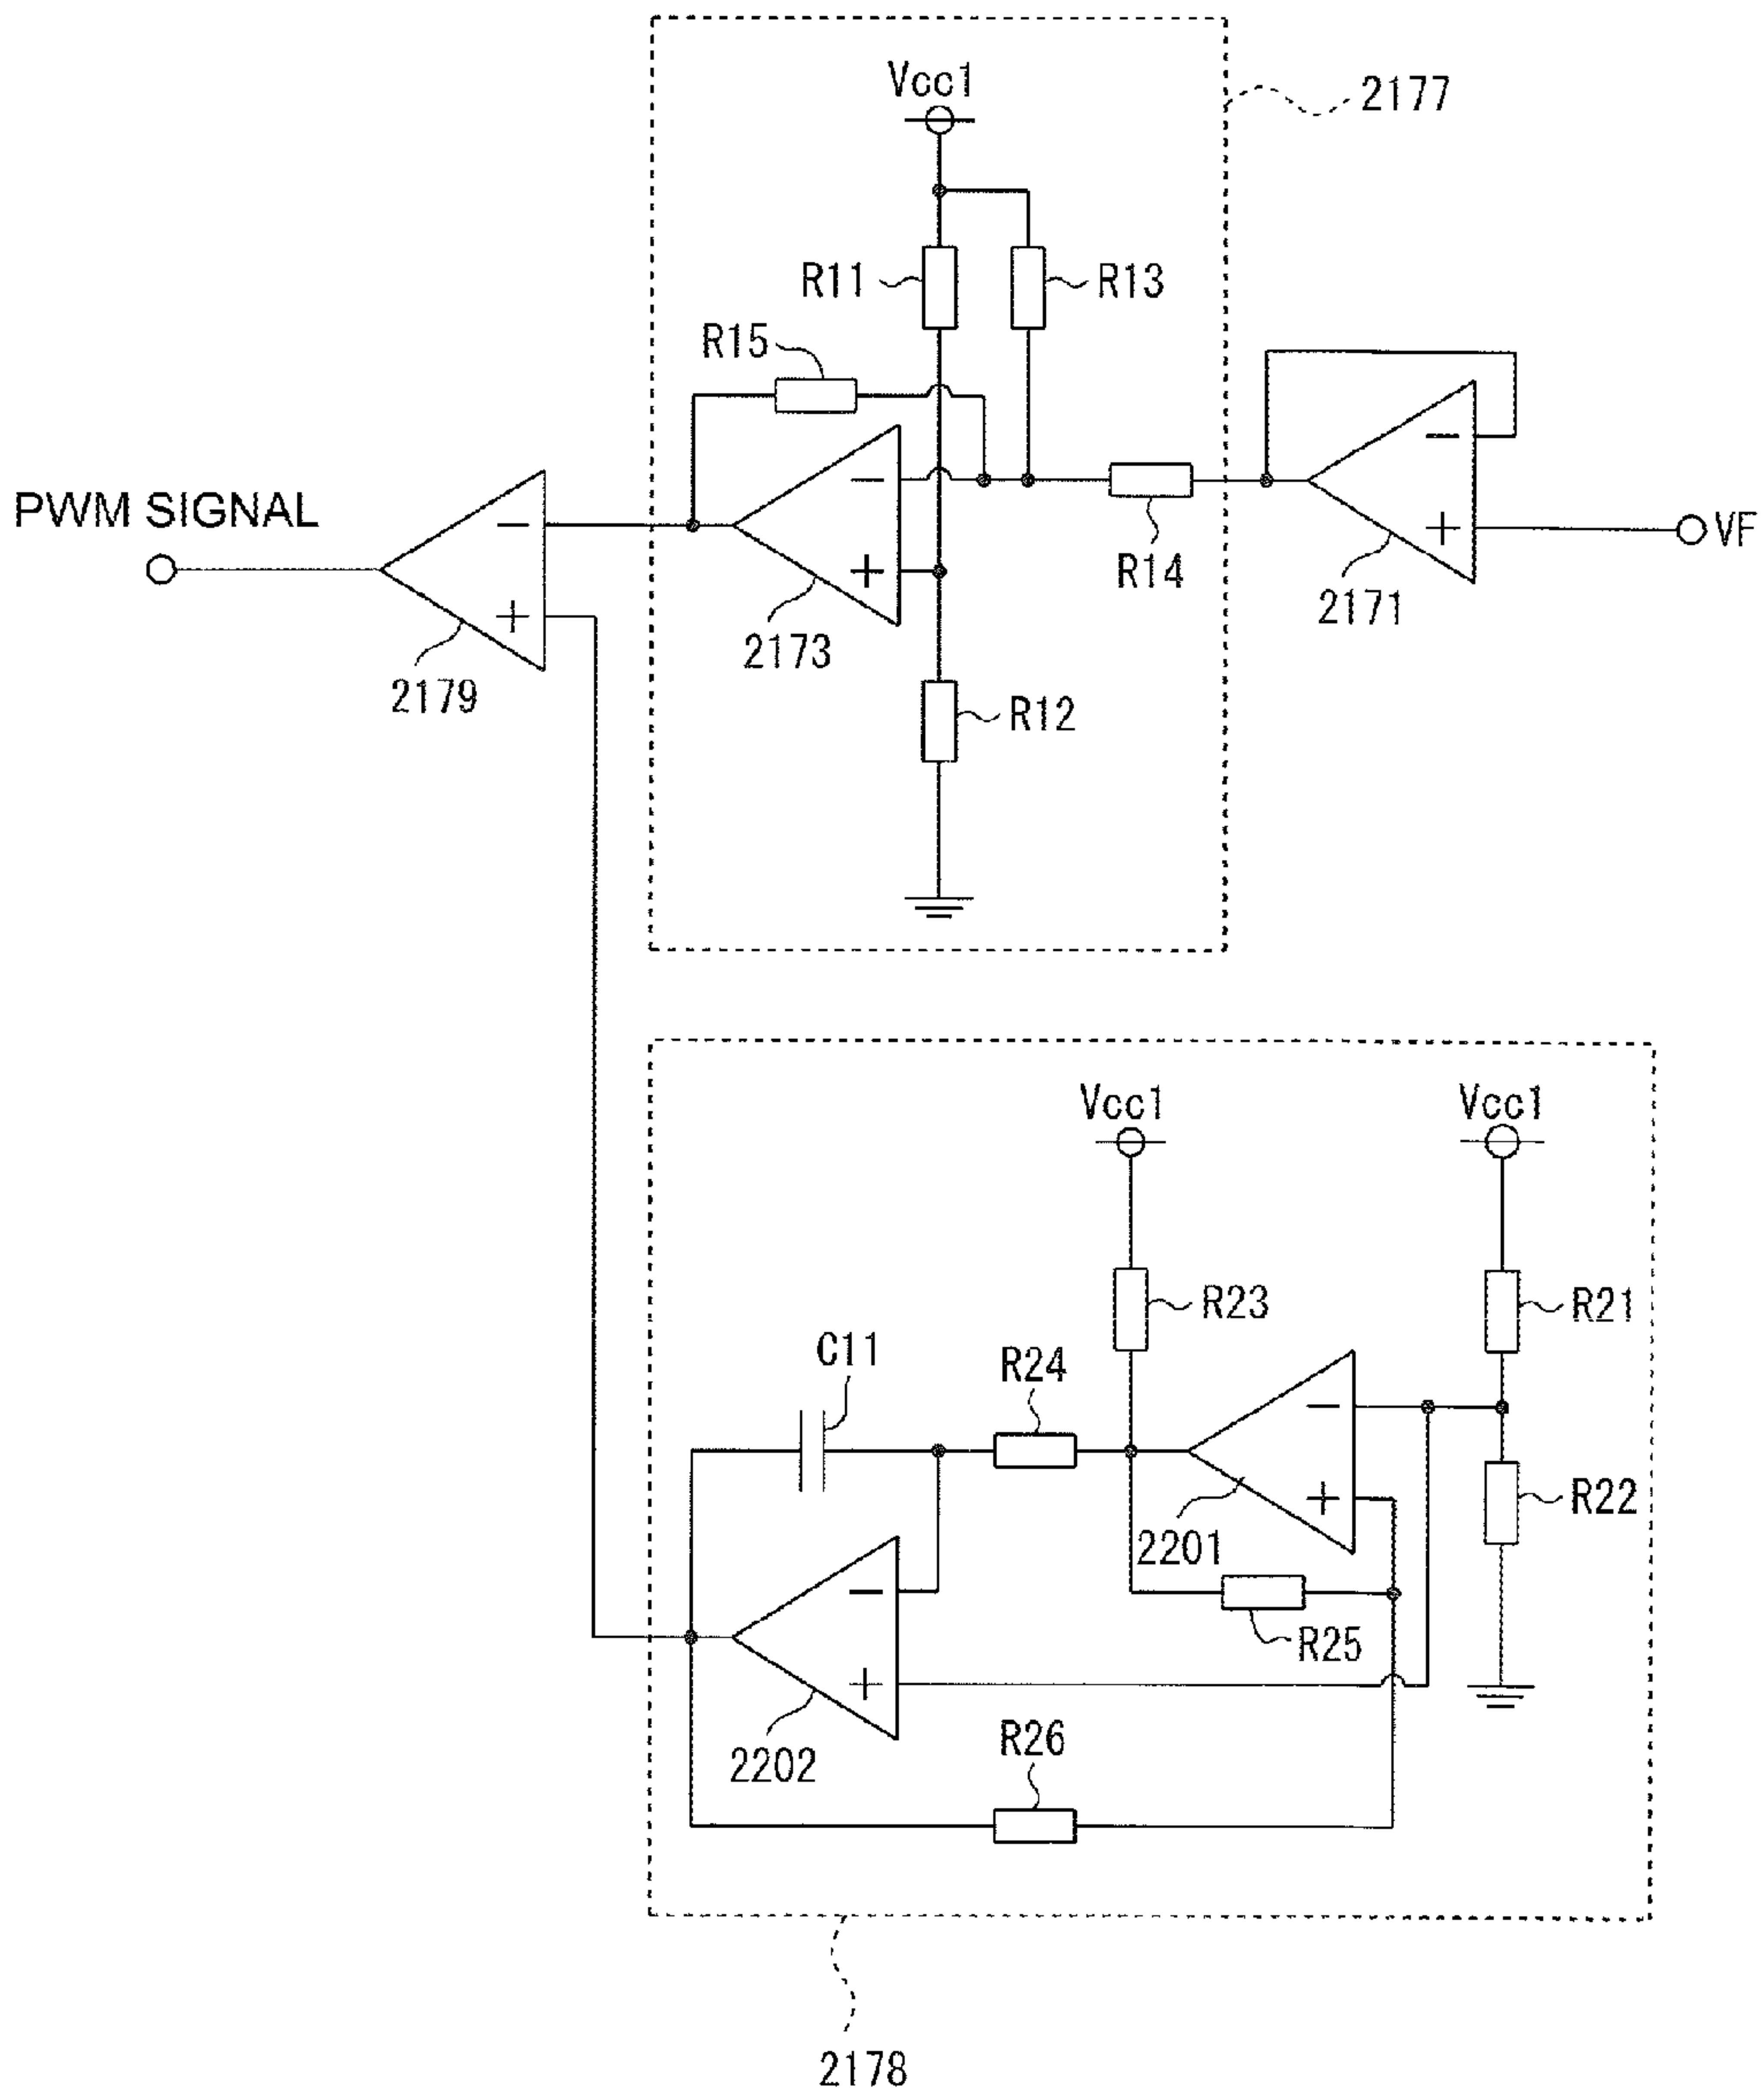 Vcc1
2177
R11
R13
R15
PWM SIGNAL
R14
VF
2171
2173
2179
R12
Vcc1
Vcc1
R23
R21
C11
R24
R22
2201
R25
R26
2202
2178